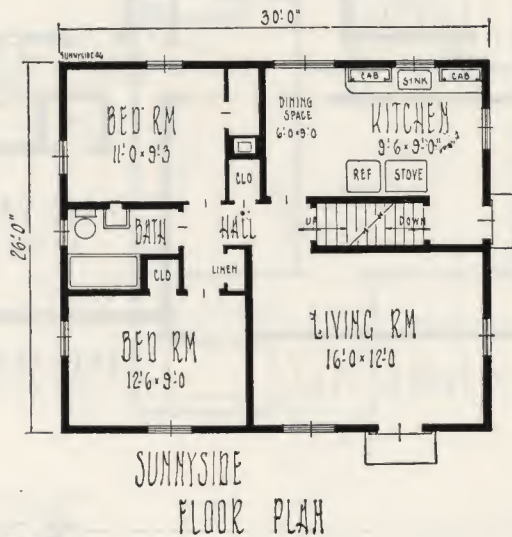 30'-0"
SUNNYSIDE 46
26'-0"
BED RM
11'-0 × 9'-3
DINING
SPACE
6'-0 × 9'-0
CAB
SINK
CAB
KITCHEN
9'-6 × 9'-0"
REF
STOVE
CLO
BATH
HALL
UP
DOWN
CLO
LINEN
BED RM
12'-6 × 9'-0
LIVING RM
16'-0 × 12'-0
SUNNYSIDE
FLOOR PLAN